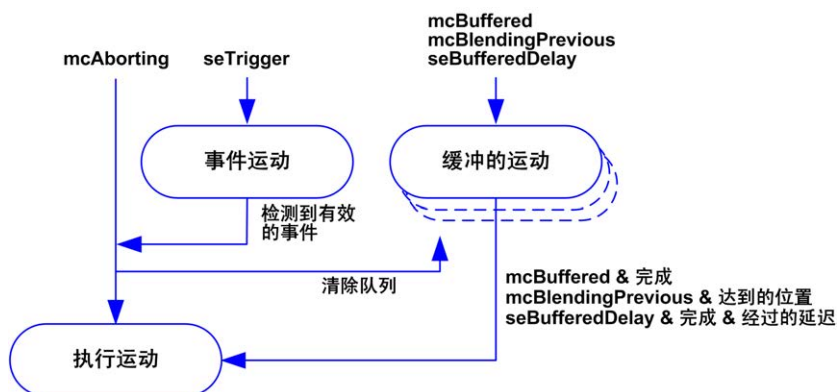 mcBuffered
mcBlendingPrevious
seBufferedDelay
mcAborting
seTrigger
事件运动
缓冲的运动
检测到有效
的事件
清除队列
mcBuffered & 完成
mcBlendingPrevious & 达到的位置
seBufferedDelay & 完成 & 经过的延迟
执行运动